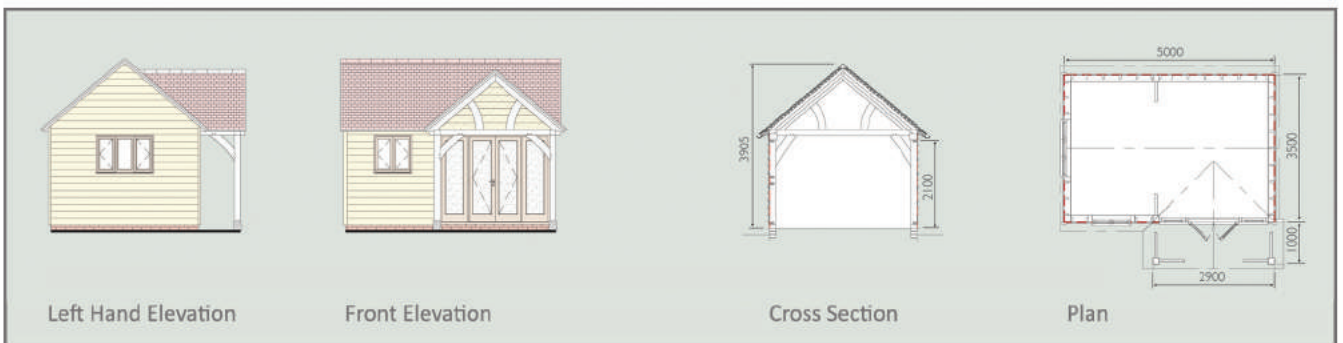 5000
3905
2100
3500
1000
2900
Left Hand Elevation
Front Elevation
Cross Section
Plan